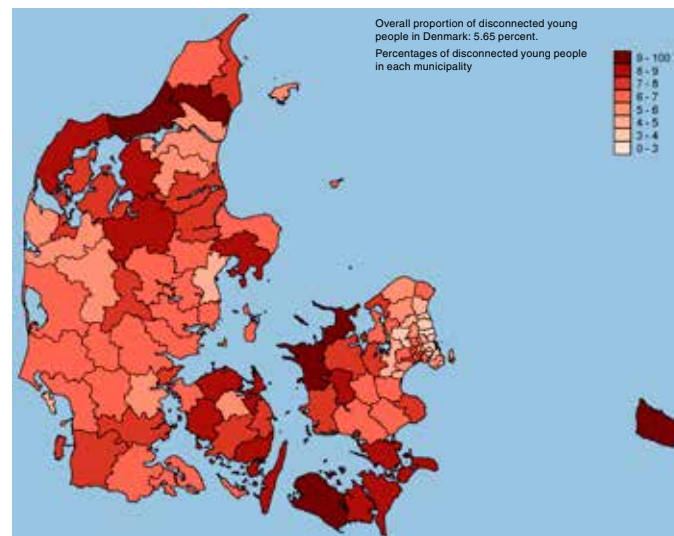 Overall proportion of disconnected young
people in Denmark: 5.65 percent.
Percentages of disconnected young people
in each municipality
9 - 100
8 - 9
7 - 8
6 - 7
5 - 6
4 - 5
3 - 4
0 - 3